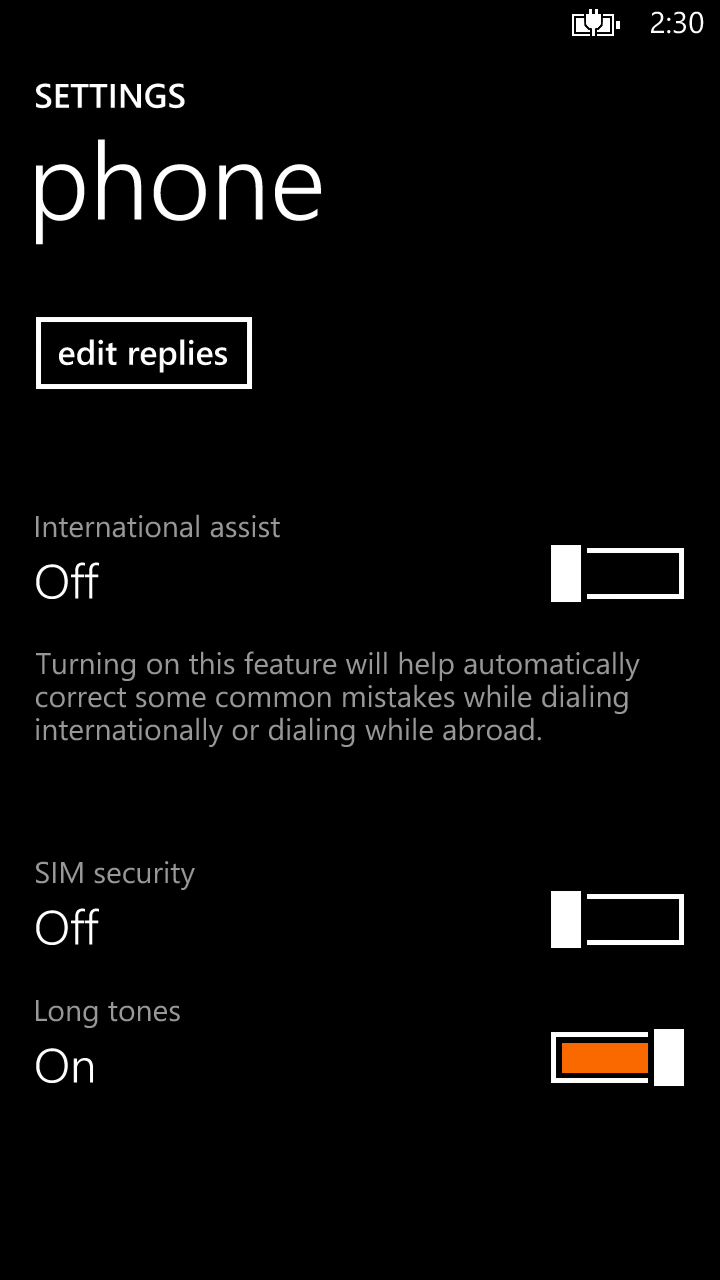 2:30
SETTINGS
phone
edit replies
International assist
Off
Turning on this feature will help automatically
correct some common mistakes while dialing
internationally or dialing while abroad.
SIM security
Off
Long tones
On